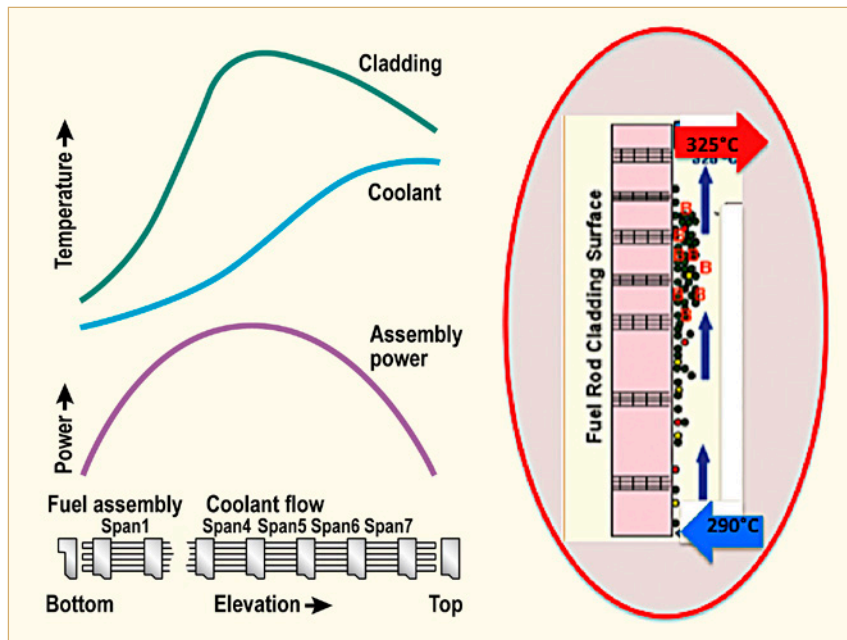 Cladding
Coolant
Temperature
Assembly
power
Power
Fuel assembly
Coolant flow
Span1
Span4 Span5 Span6 Span7
Bottom
Elevation
Top
Fuel Rod Cladding Surface
325°C
325°C
B
B
B
B
B
B
B
B
290°C